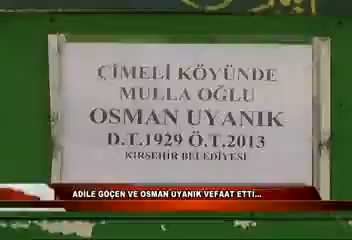 ÇİMELİ KÖYÜNDE
MULLA OĞLU
OSMAN UYANIK
D.T.1929 Ö.T.2013
KIRŞEHİR BELEDİYESİ
ADİLE GÖÇEN VE OSMAN UYANIK VEFAAT ETTİ...